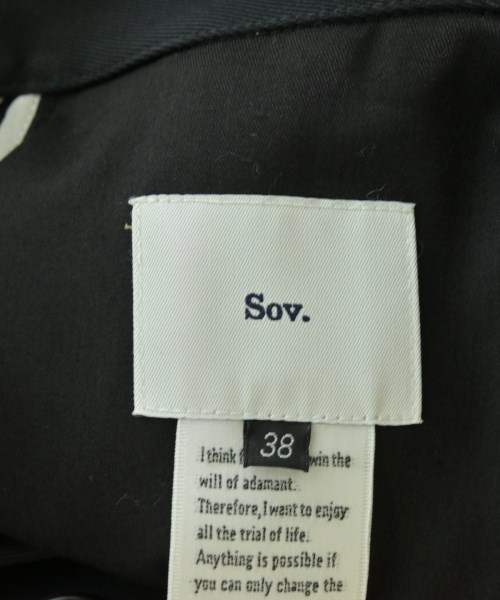 Sov.
38
I think win the
will of adamant.
Therefore, I want to enjoy
all the trial of life.
Anything is possible if
you can only change the